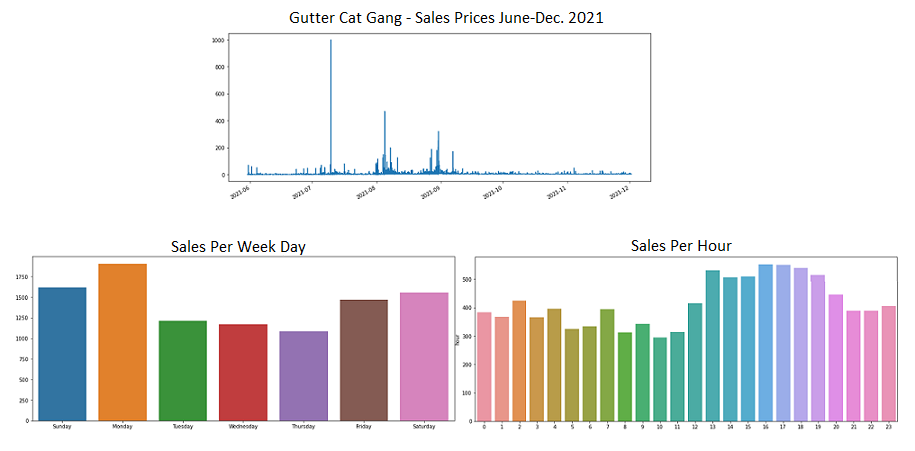 Gutter Cat Gang - Sales Prices June-Dec. 2021
1000
800
600
400
200
0
2021-06
2021-07
2021-08
2021-09
2021-10
2021-11
2021-12
Sales Per Week Day
1750
1500
1250
1000
750
500
250
0
Sunday
Monday
Tuesday
Wednesday
Thursday
Friday
Saturday
Sales Per Hour
hour
500
400
300
200
100
0
0 1 2 3 4 5 6 7 8 9 10 11 12 13 14 15 16 17 18 19 20 21 22 23